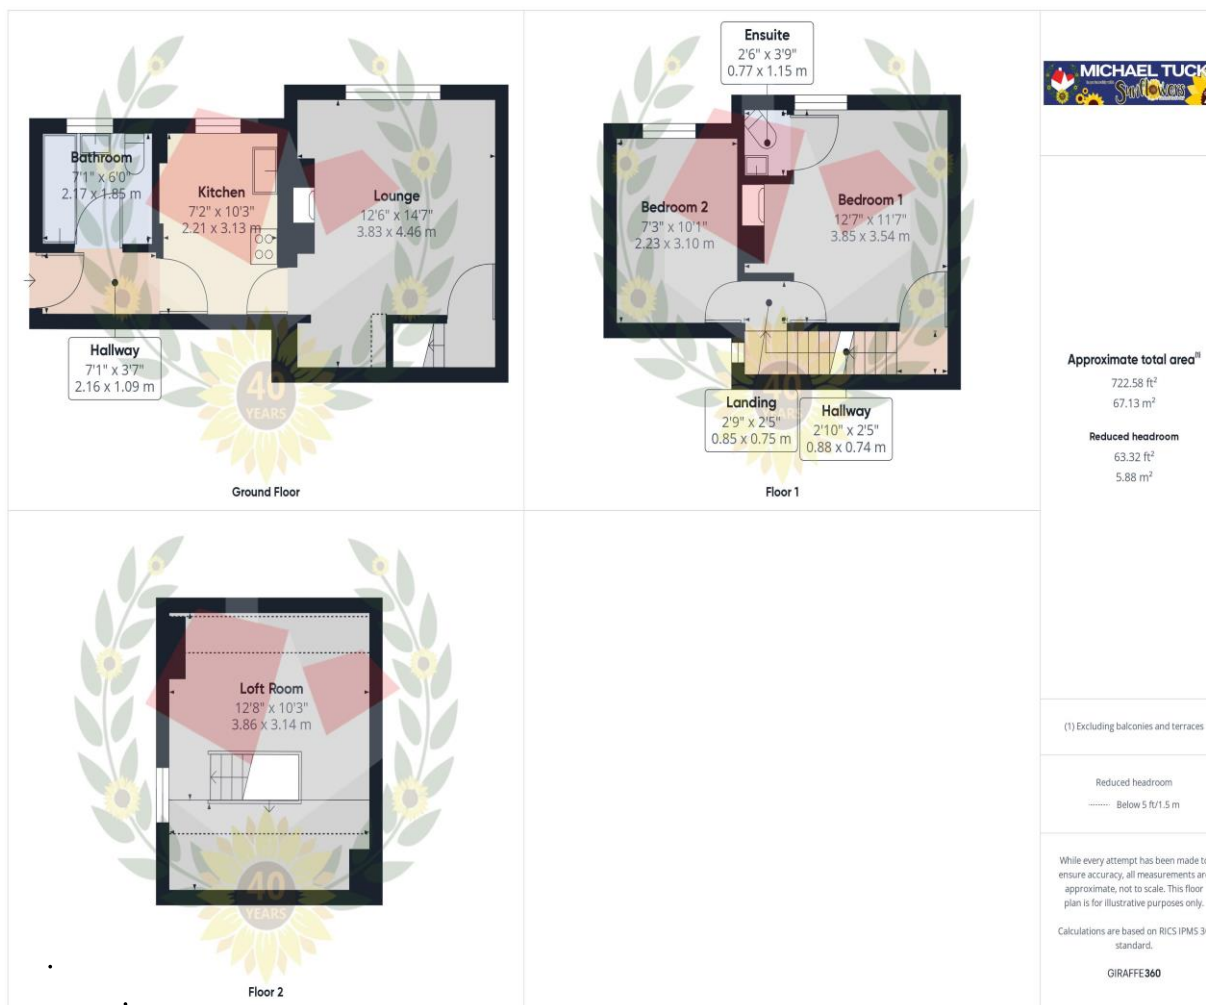 Ensuite
2'6" x 3'9"
0.77 x 1.15 m
Bathroom
7'1" x 6'0"
2.17 x 1.85 m
Kitchen
7'2" x 10'3"
2.21 x 3.13 m
Lounge
12'6" x 14'7"
3.83 x 4.46 m
Hallway
7'1" x 3'7"
2.16 x 1.09 m
40
YEARS
Ground Floor
Bedroom 2
7'3" x 10'1"
2.23 x 3.10 m
Bedroom 1
12'7" x 11'7"
3.85 x 3.54 m
Landing
2'9" x 2'5"
0.85 x 0.75 m
Hallway
2'10" x 2'5"
0.88 x 0.74 m
40
YEARS
Floor 1
Loft Room
12'8" x 10'3"
3.86 x 3.14 m
40
YEARS
Floor 2
MICHAEL TUCK
Sunflowers
Approximate total area(1)
722.58 ft²
67.13 m²
Reduced headroom
63.32 ft²
5.88 m²
(1) Excluding balconies and terraces
Reduced headroom
Below 5 ft/1.5 m
While every attempt has been made to
ensure accuracy, all measurements are
approximate, not to scale. This floor
plan is for illustrative purposes only.
Calculations are based on RICS IPMS 3
standard.
GIRAFFE360